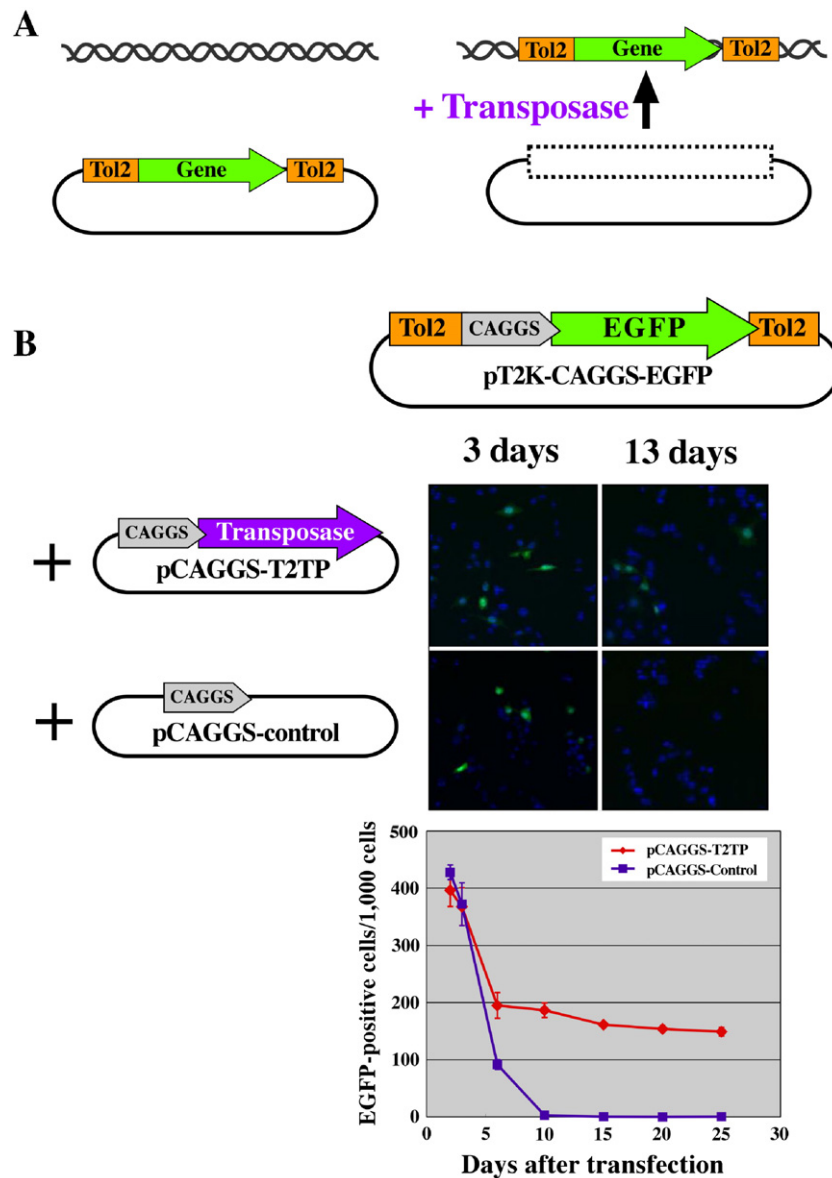 A
Tol2 Gene Tol2
Tol2 Gene Tol2
+ Transposase
B
Tol2 CAGGS EGFP Tol2
pT2K-CAGGS-EGFP
3 days 13 days
+ CAGGS Transposase
pCAGGS-T2TP
+ CAGGS
pCAGGS-control
EGFP-positive cells/1,000 cells
500
400
300
200
100
0
pCAGGS-T2TP
pCAGGS-Control
0 5 10 15 20 25 30
Days after transfection